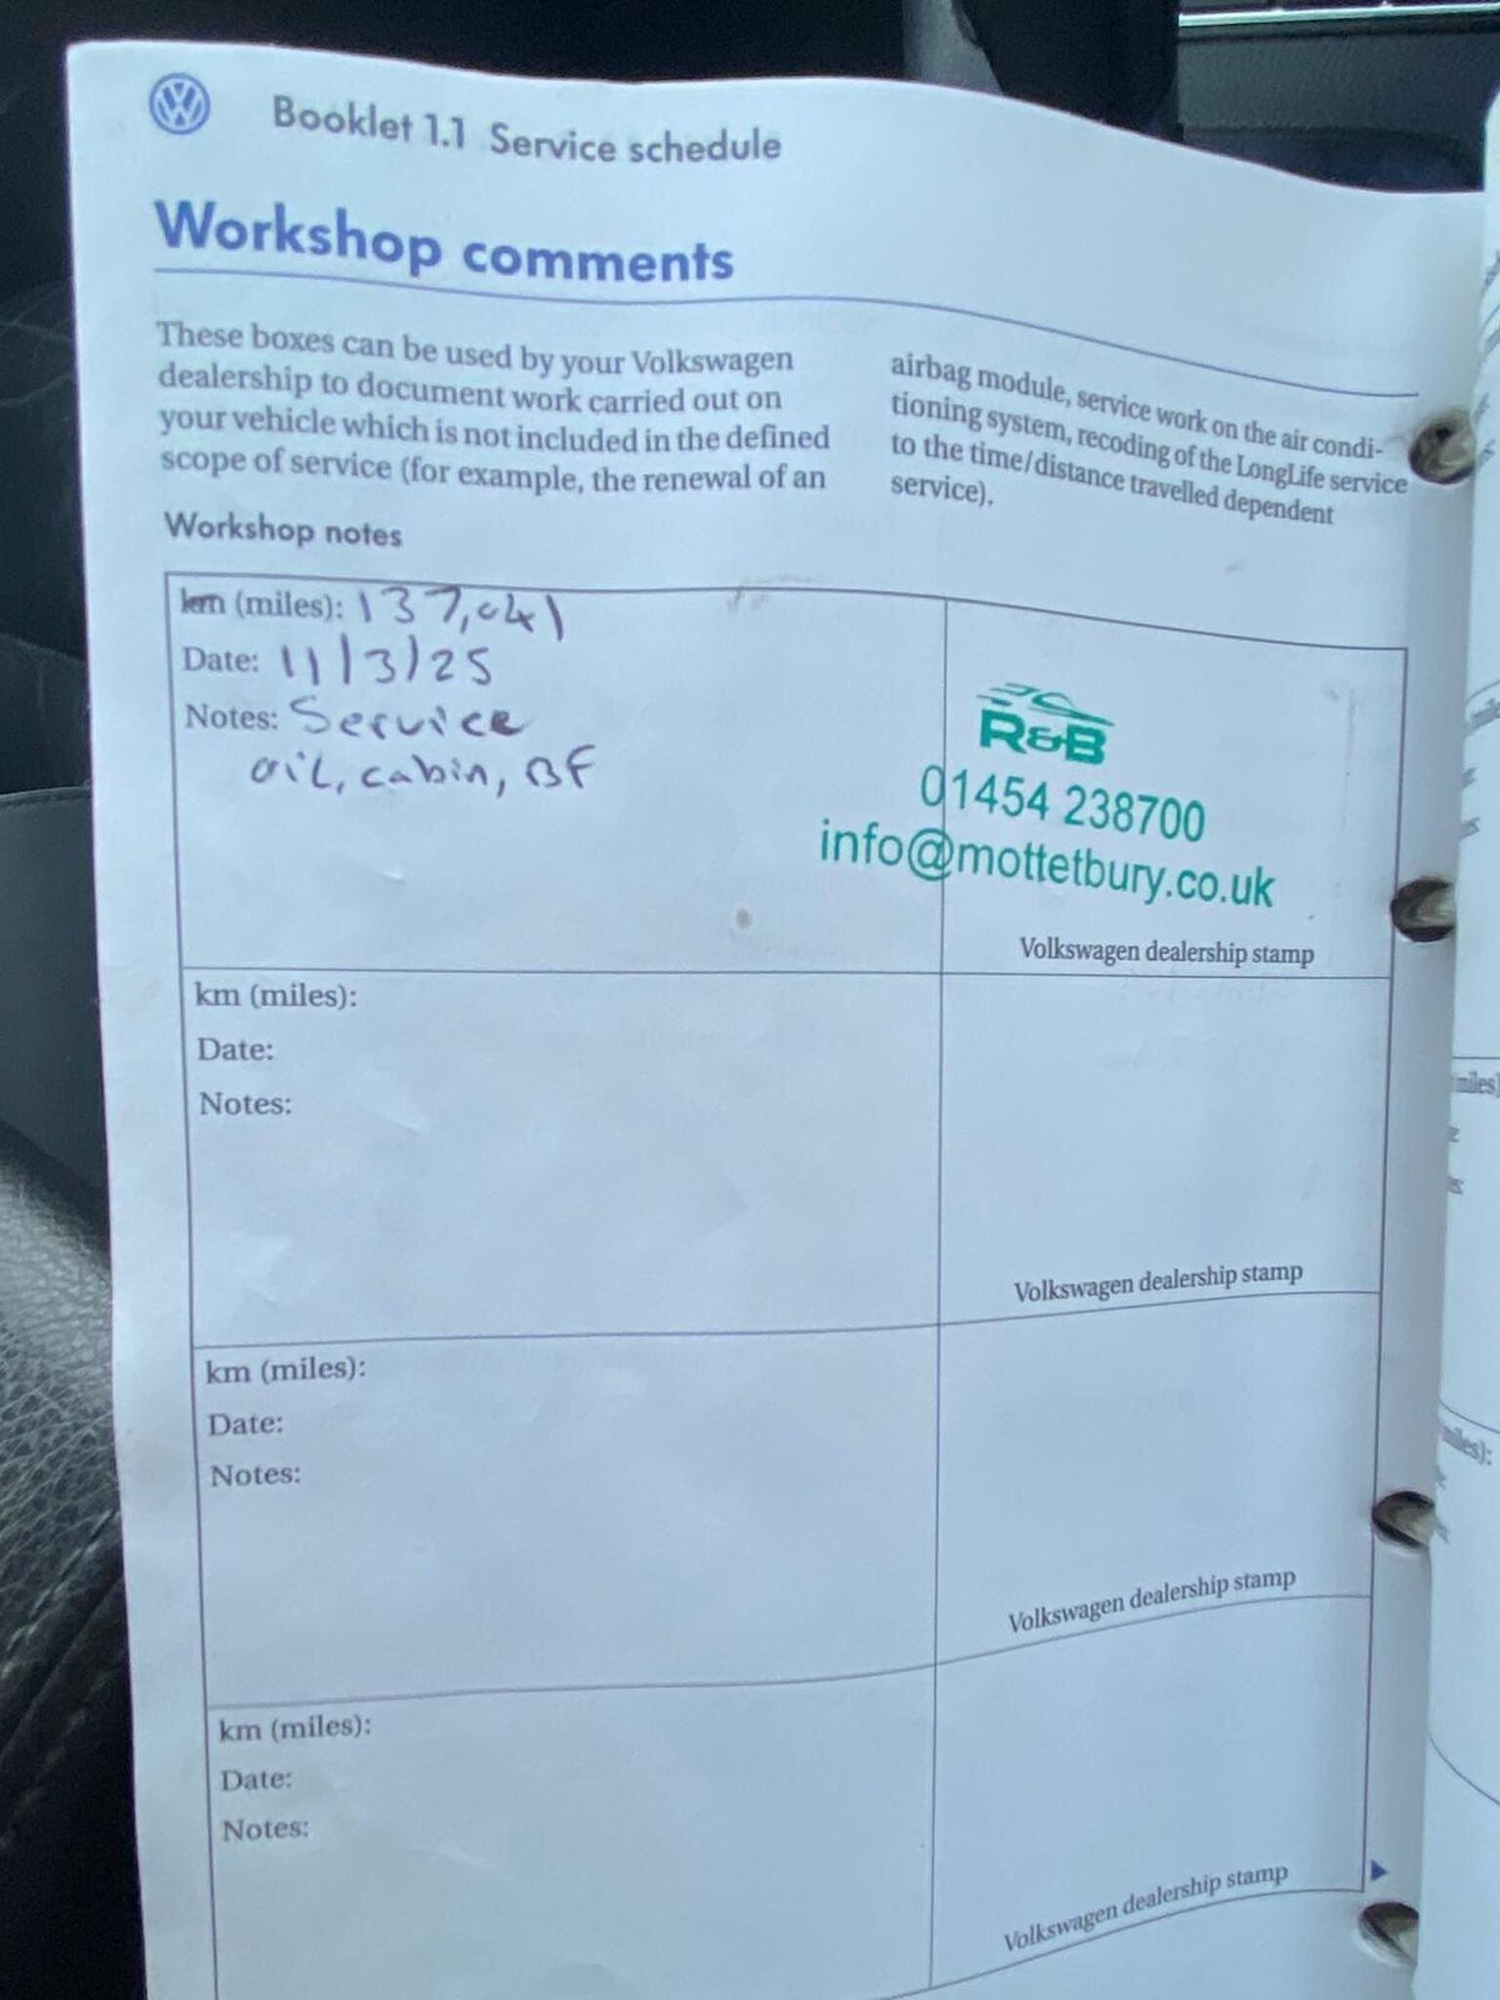 Booklet 1.1 Service schedule
Workshop comments
These boxes can be used by your Volkswagen
dealership to document work carried out on
your vehicle which is not included in the defined
scope of service (for example, the renewal of an
airbag module, service work on the air condi-
tioning system, recoding of the LongLife service
to the time/distance travelled dependent
service).
Workshop notes
km (miles): 137,041
Date: 11/3/25
Notes: Service
oil, cabin, BF
R&B
01454 238700
info@mottetbury.co.uk
Volkswagen dealership stamp
km (miles):
Date:
Notes:
Volkswagen dealership stamp
km (miles):
Date:
Notes:
Volkswagen dealership stamp
km (miles):
Date:
Notes:
Volkswagen dealership stamp
miles)
miles):